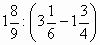 1 8/9 : (3 1/6 − 1 3/4)